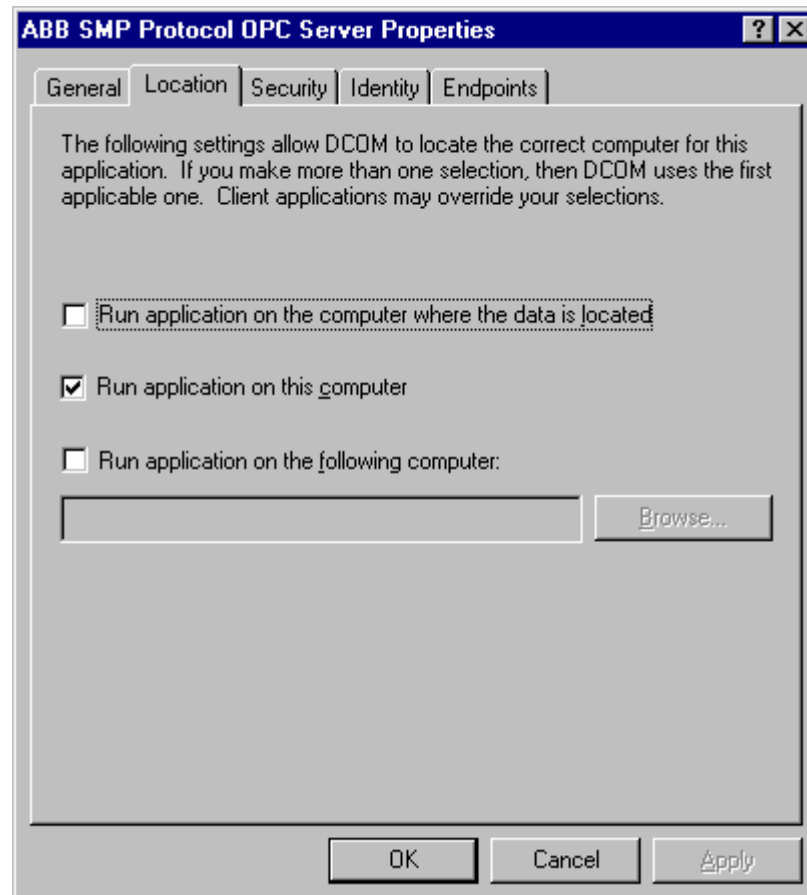 ABB SMP Protocol OPC Server Properties
General Location Security Identity Endpoints
The following settings allow DCOM to locate the correct computer for this
application. If you make more than one selection, then DCOM uses the first
applicable one. Client applications may override your selections.
Run application on the computer where the data is located
Run application on this computer
Run application on the following computer:
Browse...
OK Cancel Apply